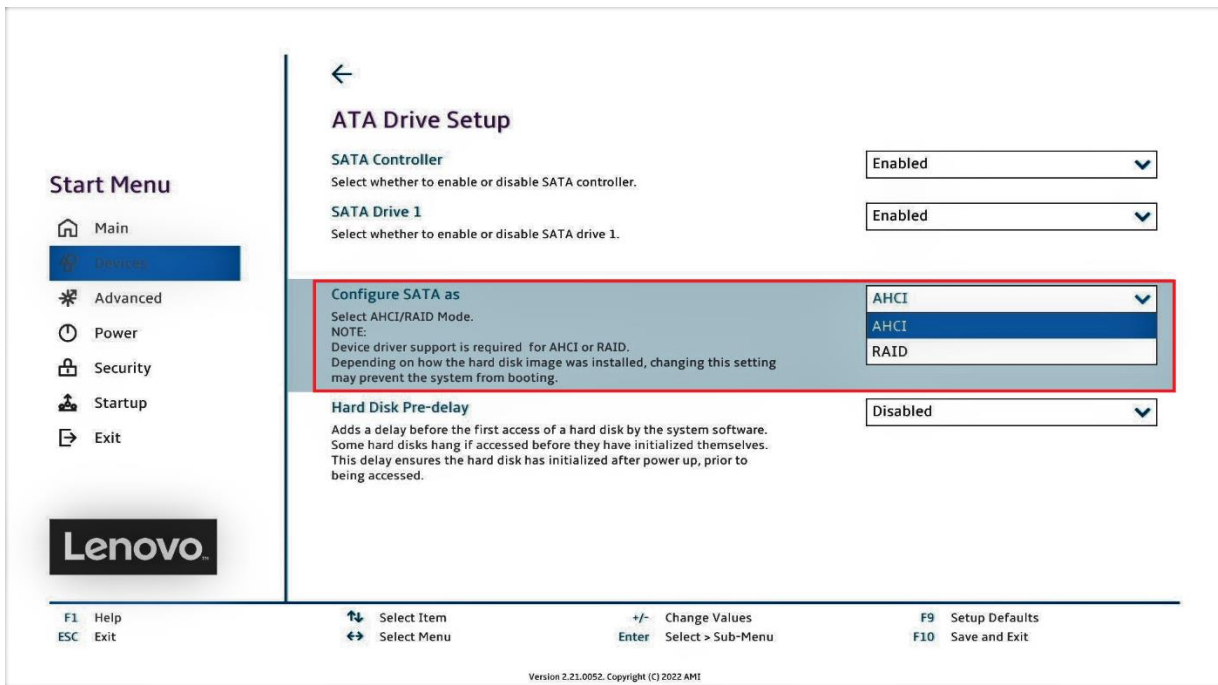 ATA Drive Setup
SATA Controller
Select whether to enable or disable SATA controller.
Enabled
SATA Drive 1
Select whether to enable or disable SATA drive 1.
Enabled
Start Menu
Main
Devices
Advanced
Power
Security
Startup
Exit
Configure SATA as
Select AHCI/RAID Mode.
NOTE:
Device driver support is required for AHCI or RAID.
Depending on how the hard disk image was installed, changing this setting
may prevent the system from booting.
AHCI
AHCI
RAID
Hard Disk Pre-delay
Adds a delay before the first access of a hard disk by the system software.
Some hard disks hang if accessed before they have initialized themselves.
This delay ensures the hard disk has initialized after power up, prior to
being accessed.
Disabled
Lenovo
F1 Help
ESC Exit
Select Item
Select Menu
+/- Change Values
Enter Select > Sub-Menu
F9 Setup Defaults
F10 Save and Exit
Version 2.21.0052. Copyright (C) 2022 AMI